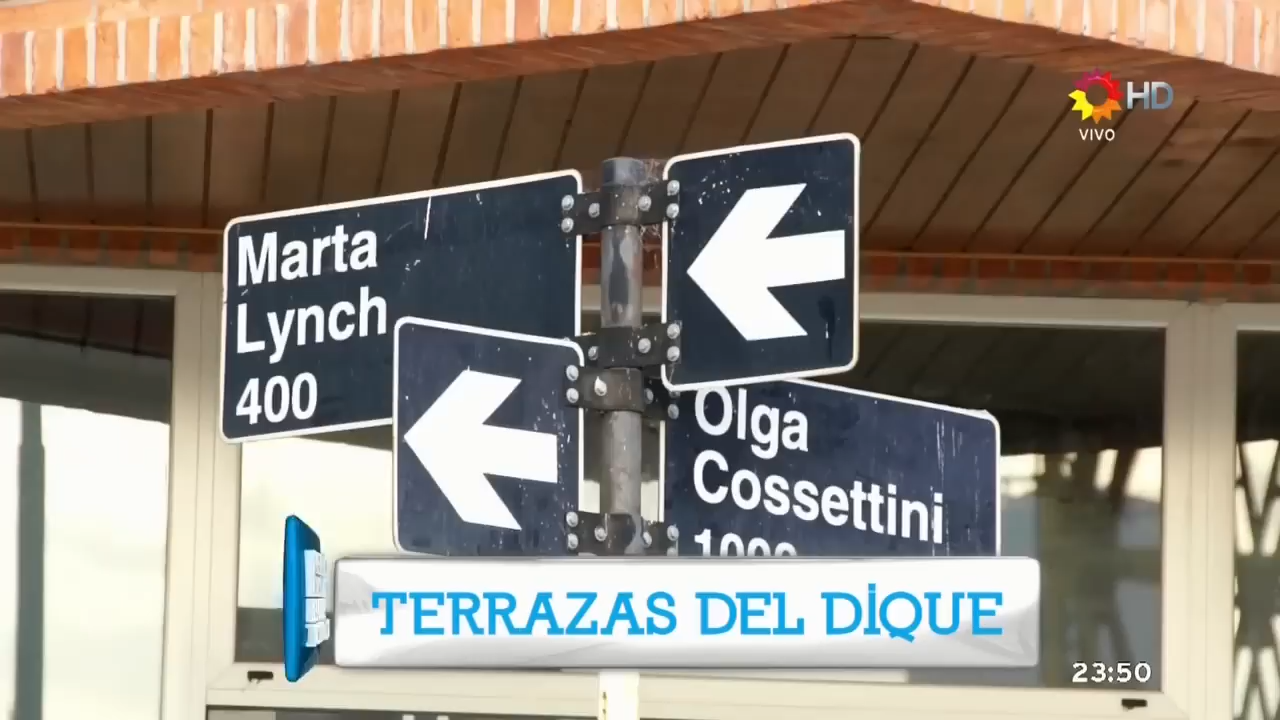 HD
VIVO
Marta
Lynch
400
Olga
Cossettini
TERRAZAS DEL DIQUE
23:50